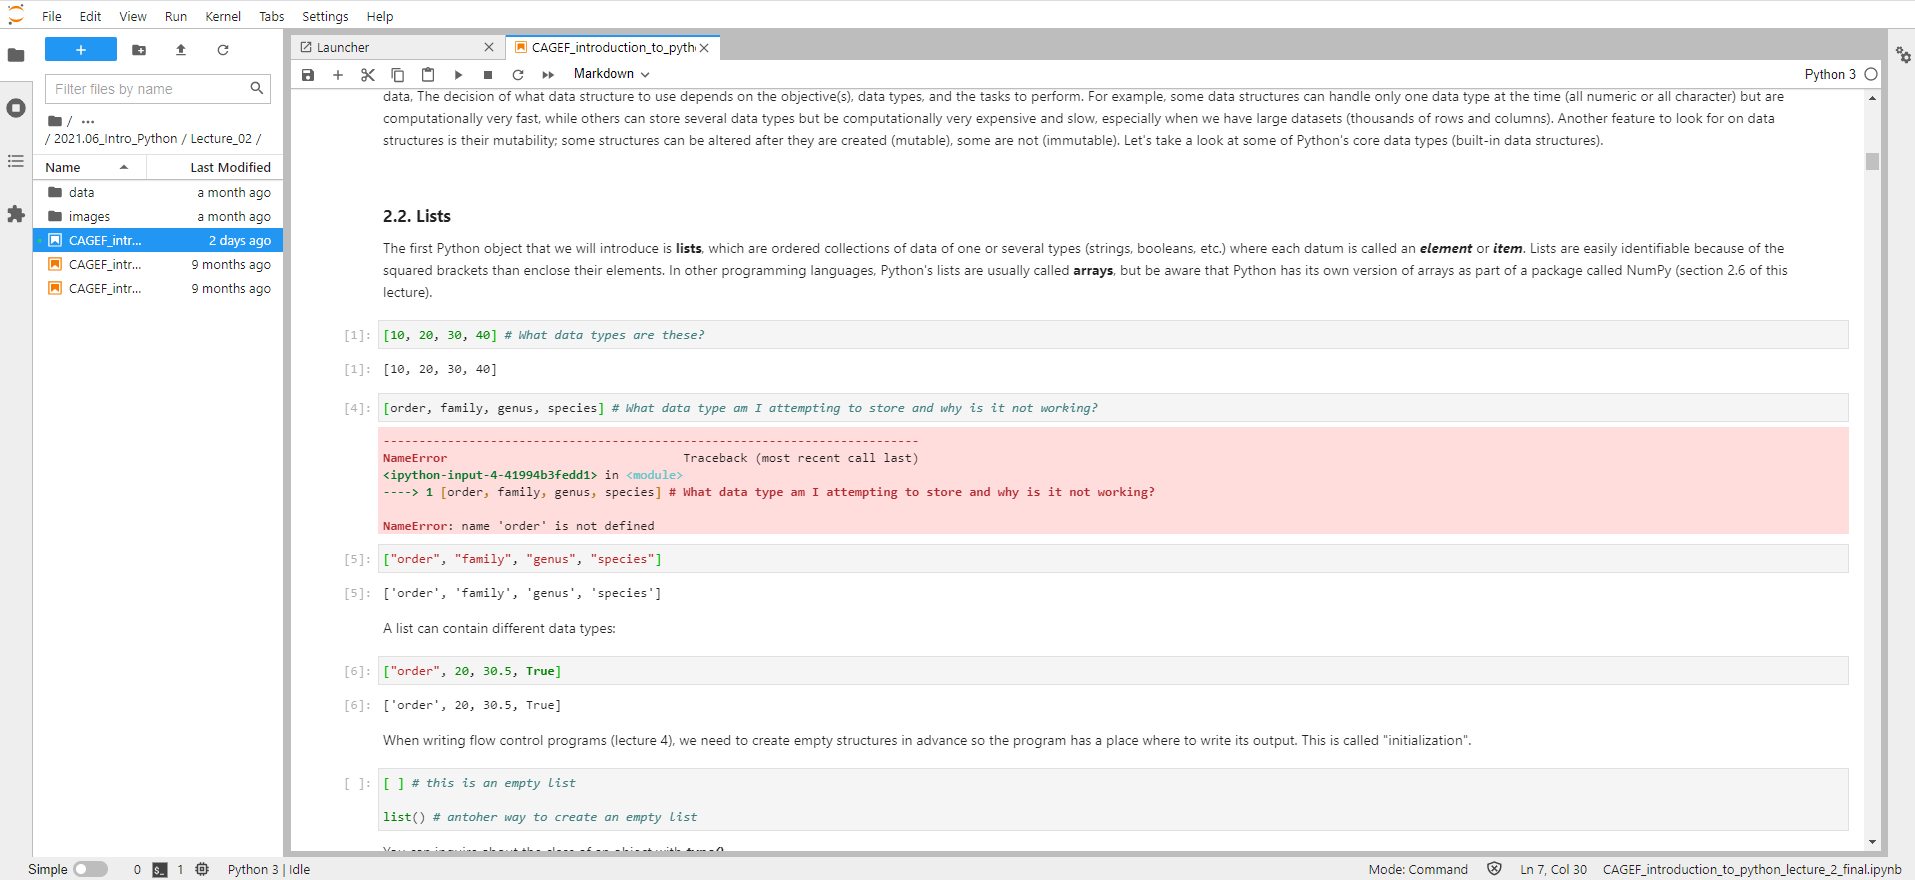 File Edit View Run Kernel Tabs Settings Help
Launcher
CAGEF_introduction_to_pyth
Markdown
Python 3
Filter files by name
/ ...
/ 2021.06_Intro_Python / Lecture_02 /
Name Last Modified
data a month ago
images a month ago
CAGEF_intr... 2 days ago
CAGEF_intr... 9 months ago
CAGEF_intr... 9 months ago
data, The decision of what data structure to use depends on the objective(s), data types, and the tasks to perform. For example, some data structures can handle only one data type at the time (all numeric or all character) but are
computationally very fast, while others can store several data types but be computationally very expensive and slow, especially when we have large datasets (thousands of rows and columns). Another feature to look for on data
structures is their mutability; some structures can be altered after they are created (mutable), some are not (immutable). Let's take a look at some of Python's core data types (built-in data structures).
2.2. Lists
The first Python object that we will introduce is lists, which are ordered collections of data of one or several types (strings, booleans, etc.) where each datum is called an element or item. Lists are easily identifiable because of the
squared brackets than enclose their elements. In other programming languages, Python's lists are usually called arrays, but be aware that Python has its own version of arrays as part of a package called NumPy (section 2.6 of this
lecture).
[1]: [10, 20, 30, 40] # What data types are these?
[1]: [10, 20, 30, 40]
[4]: [order, family, genus, species] # What data type am I attempting to store and why is it not working?
---------------------------------------------------------------------------
NameError Traceback (most recent call last)
<ipython-input-4-41994b3fedd1> in <module>
----> 1 [order, family, genus, species] # What data type am I attempting to store and why is it not working?
NameError: name 'order' is not defined
[5]: ["order", "family", "genus", "species"]
[5]: ['order', 'family', 'genus', 'species']
A list can contain different data types:
[6]: ["order", 20, 30.5, True]
[6]: ['order', 20, 30.5, True]
When writing flow control programs (lecture 4), we need to create empty structures in advance so the program has a place where to write its output. This is called "initialization".
[ ]: [ ] # this is an empty list
list() # antoher way to create an empty list
You can inquire about the class of an object with type()
Simple 0 $_ 1 Python 3 | Idle
Mode: Command Ln 7, Col 30 CAGEF_introduction_to_python_lecture_2_final.ipynb